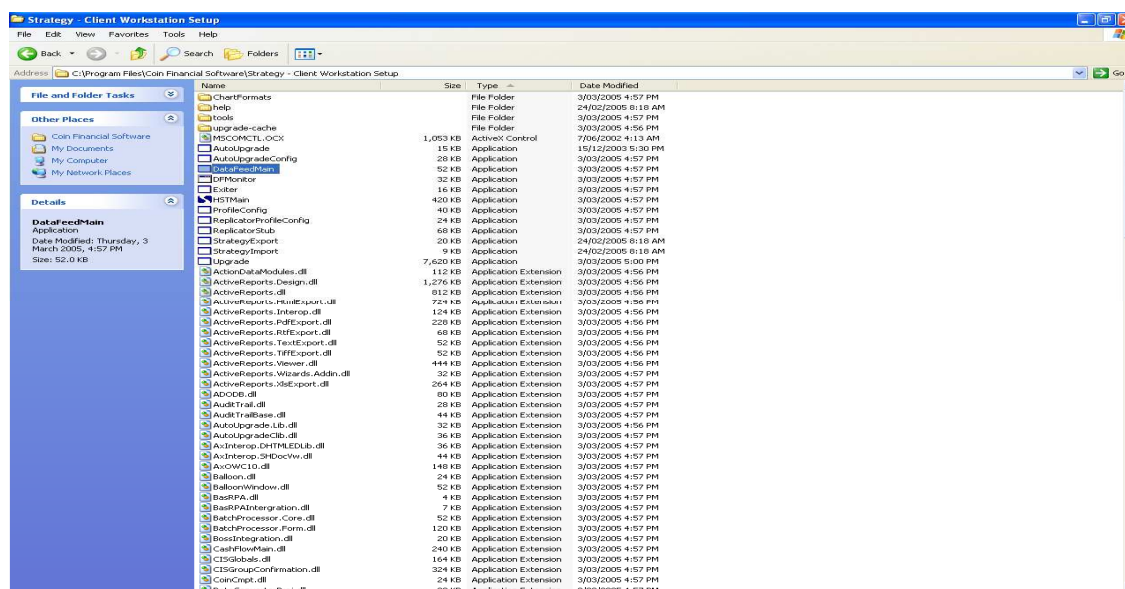 Strategy - Client Workstation Setup
File Edit View Favorites Tools Help
Back Search Folders
Address C:\Program Files\Coin Financial Software\Strategy - Client Workstation Setup Go
File and Folder Tasks
Other Places
Coin Financial Software
My Documents
My Computer
My Network Places
Details
DataFeedMain
Application
Date Modified: Thursday, 3
March 2005, 4:57 PM
Size: 52.0 KB
Name Size Type Date Modified
ChartFormats File Folder 3/03/2005 4:57 PM
help File Folder 24/02/2005 8:18 AM
tools File Folder 3/03/2005 4:57 PM
upgrade-cache File Folder 3/03/2005 4:56 PM
MSCOMCTL.OCX 1,053 KB ActiveX Control 7/06/2002 4:13 AM
AutoUpgrade 15 KB Application 15/12/2003 5:30 PM
AutoUpgradeConfig 28 KB Application 3/03/2005 4:57 PM
DataFeedMain 52 KB Application 3/03/2005 4:57 PM
DFMonitor 32 KB Application 3/03/2005 4:57 PM
Exiter 16 KB Application 3/03/2005 4:57 PM
HSTMain 420 KB Application 3/03/2005 4:57 PM
ProfileConfig 40 KB Application 3/03/2005 4:57 PM
ReplicatorProfileConfig 24 KB Application 3/03/2005 4:57 PM
ReplicatorStub 68 KB Application 3/03/2005 4:57 PM
StrategyExport 20 KB Application 24/02/2005 8:18 AM
StrategyImport 9 KB Application 24/02/2005 8:18 AM
Upgrade 7,620 KB Application 3/03/2005 5:00 PM
ActionDataModules.dll 112 KB Application Extension 3/03/2005 4:56 PM
ActiveReports.Design.dll 1,276 KB Application Extension 3/03/2005 4:56 PM
ActiveReports.dll 812 KB Application Extension 3/03/2005 4:56 PM
ActiveReports.HtmlExport.dll 724 KB Application Extension 3/03/2005 4:56 PM
ActiveReports.Interop.dll 124 KB Application Extension 3/03/2005 4:56 PM
ActiveReports.PdfExport.dll 228 KB Application Extension 3/03/2005 4:56 PM
ActiveReports.RtfExport.dll 68 KB Application Extension 3/03/2005 4:56 PM
ActiveReports.TextExport.dll 52 KB Application Extension 3/03/2005 4:56 PM
ActiveReports.TiffExport.dll 52 KB Application Extension 3/03/2005 4:56 PM
ActiveReports.Viewer.dll 444 KB Application Extension 3/03/2005 4:56 PM
ActiveReports.Wizards.Addin.dll 32 KB Application Extension 3/03/2005 4:57 PM
ActiveReports.XlsExport.dll 264 KB Application Extension 3/03/2005 4:57 PM
ADODB.dll 80 KB Application Extension 3/03/2005 4:57 PM
AuditTrail.dll 28 KB Application Extension 3/03/2005 4:57 PM
AuditTrailBase.dll 44 KB Application Extension 3/03/2005 4:57 PM
AutoUpgrade.Lib.dll 32 KB Application Extension 3/03/2005 4:56 PM
AutoUpgradeClib.dll 36 KB Application Extension 3/03/2005 4:57 PM
AxInterop.DHTMLEDLib.dll 36 KB Application Extension 3/03/2005 4:57 PM
AxInterop.SHDocVw.dll 44 KB Application Extension 3/03/2005 4:57 PM
AxOWC10.dll 148 KB Application Extension 3/03/2005 4:57 PM
Balloon.dll 24 KB Application Extension 3/03/2005 4:57 PM
BalloonWindow.dll 52 KB Application Extension 3/03/2005 4:57 PM
BasRPA.dll 4 KB Application Extension 3/03/2005 4:57 PM
BasRPAIntergration.dll 7 KB Application Extension 3/03/2005 4:57 PM
BatchProcessor.Core.dll 52 KB Application Extension 3/03/2005 4:57 PM
BatchProcessor.Form.dll 120 KB Application Extension 3/03/2005 4:57 PM
BossIntegration.dll 20 KB Application Extension 3/03/2005 4:57 PM
CashFlowMain.dll 240 KB Application Extension 3/03/2005 4:57 PM
CISGlobals.dll 164 KB Application Extension 3/03/2005 4:57 PM
CISGroupConfirmation.dll 324 KB Application Extension 3/03/2005 4:57 PM
CoinCmpt.dll 24 KB Application Extension 3/03/2005 4:57 PM